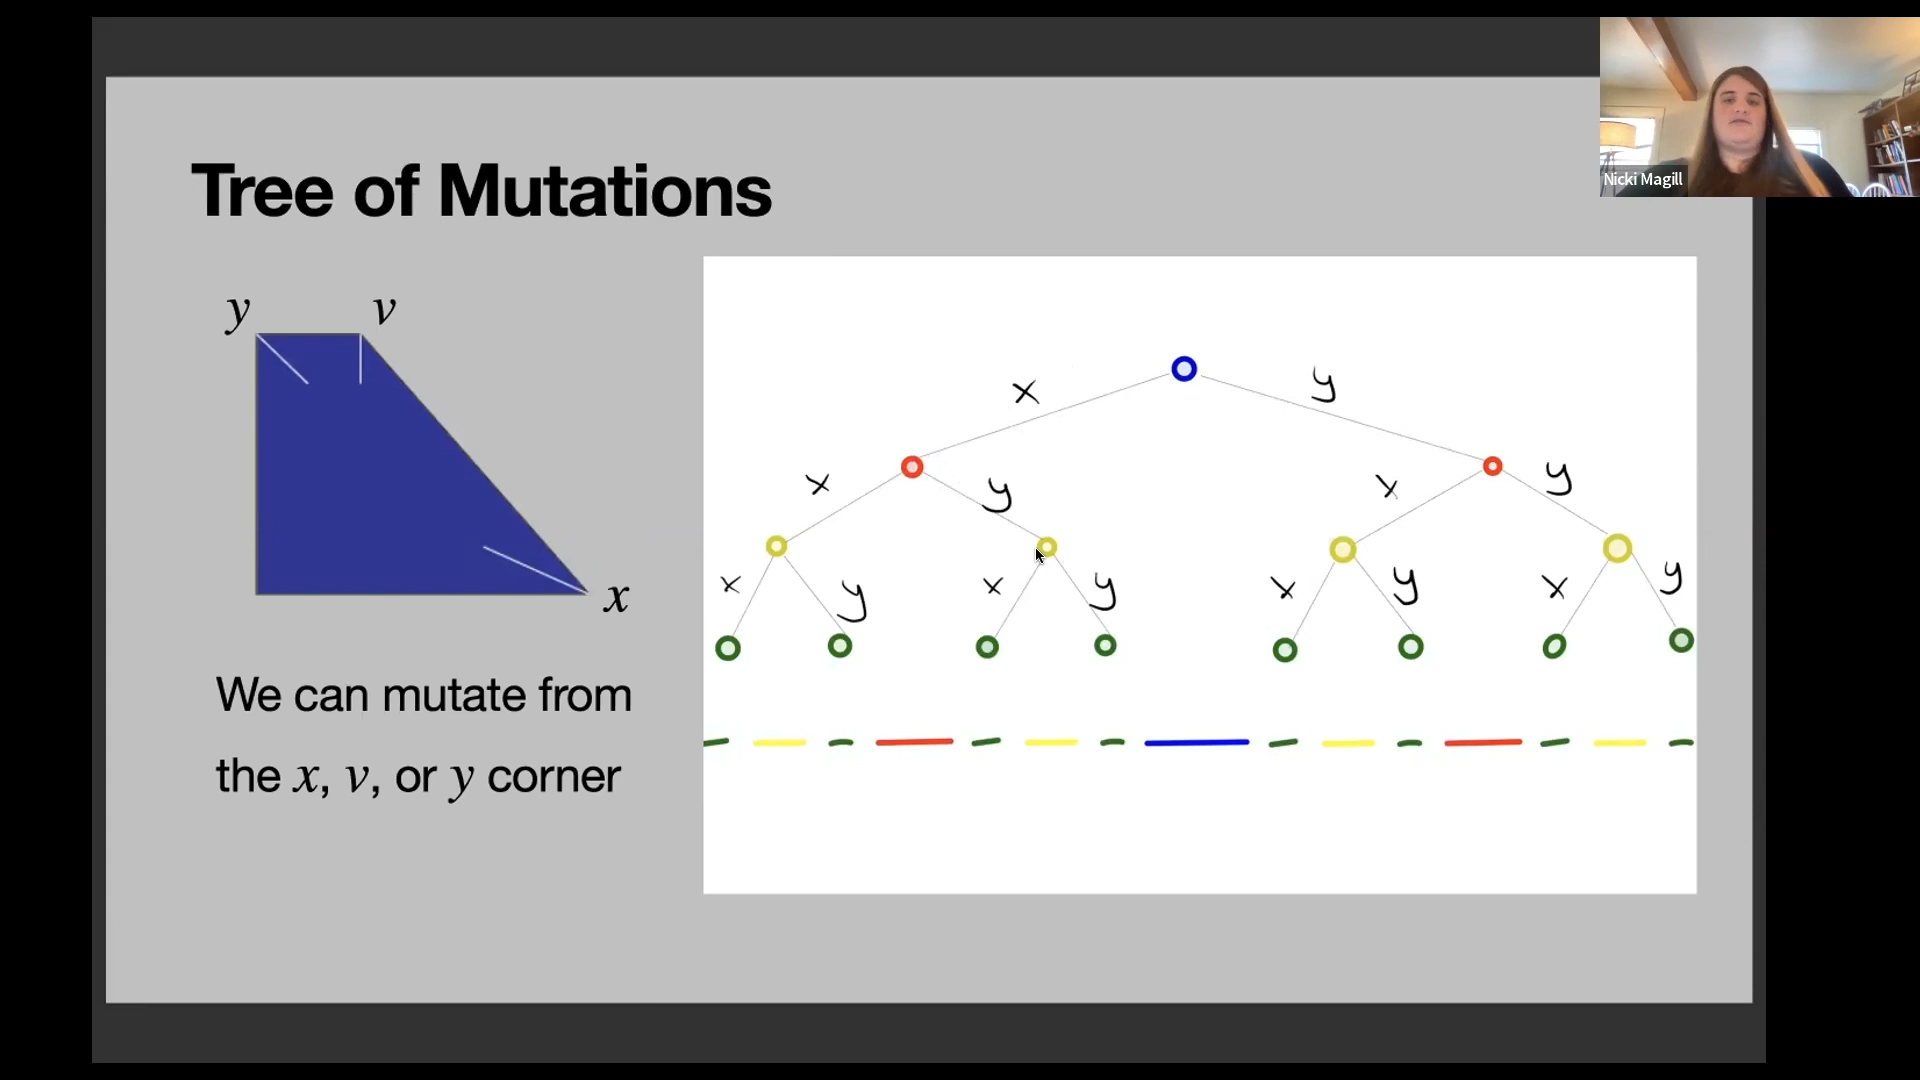 Nicki Magill
Tree of Mutations
y v
x
We can mutate from
the x, v, or y corner
x y
x y x y
x y x y x y x y